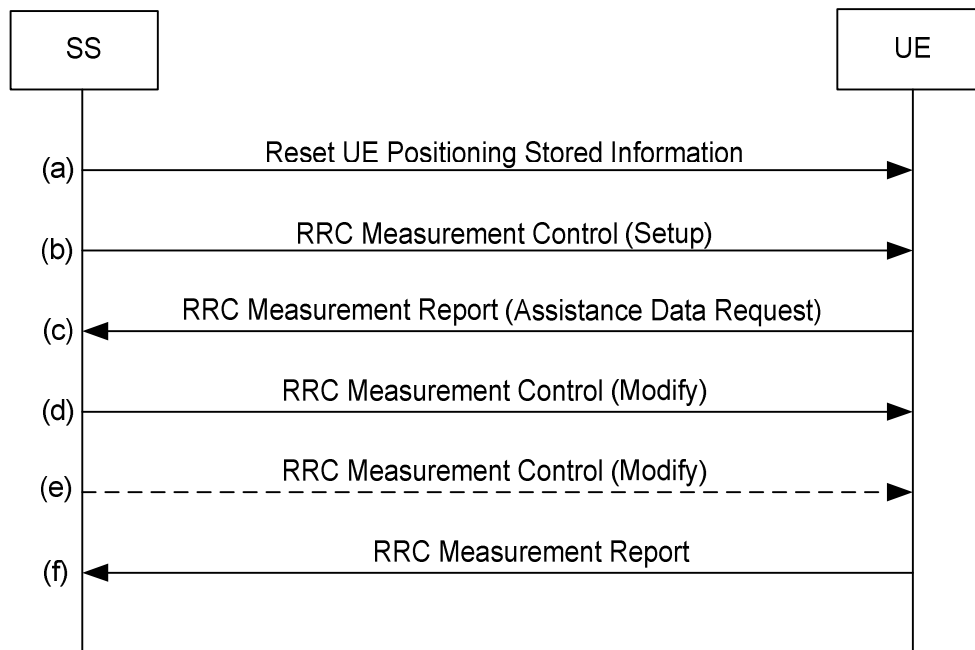 SS
UE
(a) Reset UE Positioning Stored Information
(b) RRC Measurement Control (Setup)
(c) RRC Measurement Report (Assistance Data Request)
(d) RRC Measurement Control (Modify)
(e) RRC Measurement Control (Modify)
(f) RRC Measurement Report